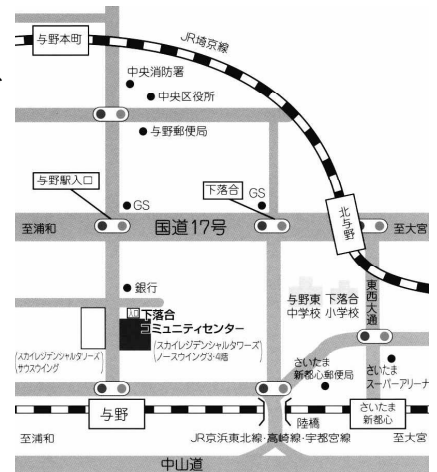 JR埼京線
与野本町
中央消防署
中央区役所
与野郵便局
与野駅入口
GS
下落合
GS
北与野
至浦和
国道17号
至大宮
銀行
入口
下落合
コミュニティセンター
(スカイレジデンシャルタワーズ
ノースウイング3・4階)
(スカイレジデンシャルタワーズ
サウスウイング)
与野東
中学校
下落合
小学校
東西大通
さいたま
新都心郵便局
さいたま
スーパーアリーナ
与野
陸橋
さいたま
新都心
至浦和
JR京浜東北線・高崎線・宇都宮線
至大宮
中山道